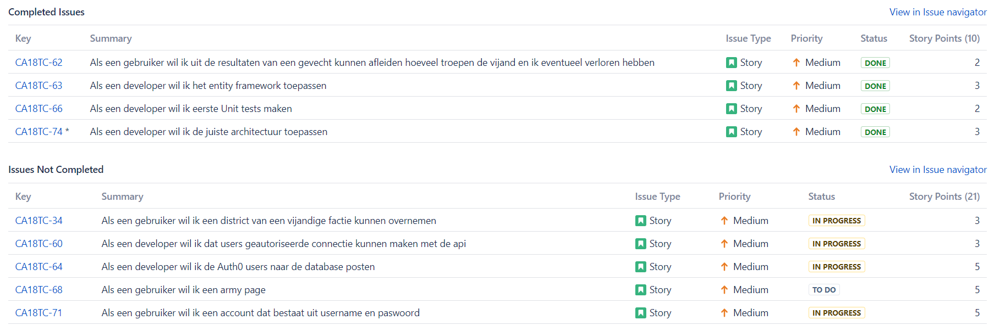 Completed Issues View in Issue navigator
Key Summary Issue Type Priority Status Story Points (10)
CA18TC-62 Als een gebruiker wil ik uit de resultaten van een gevecht kunnen afleiden hoeveel troepen de vijand en ik eventueel verloren hebben Story Medium DONE 2
CA18TC-63 Als een developer wil ik het entity framework toepassen Story Medium DONE 3
CA18TC-66 Als een developer wil ik eerste Unit tests maken Story Medium DONE 2
CA18TC-74 * Als een developer wil ik de juiste architectuur toepassen Story Medium DONE 3
Issues Not Completed View in Issue navigator
Key Summary Issue Type Priority Status Story Points (21)
CA18TC-34 Als een gebruiker wil ik een district van een vijandige factie kunnen overnemen Story Medium IN PROGRESS 3
CA18TC-60 Als een developer wil ik dat users geautoriseerde connectie kunnen maken met de api Story Medium IN PROGRESS 3
CA18TC-64 Als een developer wil ik de Auth0 users naar de database posten Story Medium IN PROGRESS 5
CA18TC-68 Als een gebruiker wil ik een army page Story Medium TO DO 5
CA18TC-71 Als een gebruiker wil ik een account dat bestaat uit username en paswoord Story Medium IN PROGRESS 5